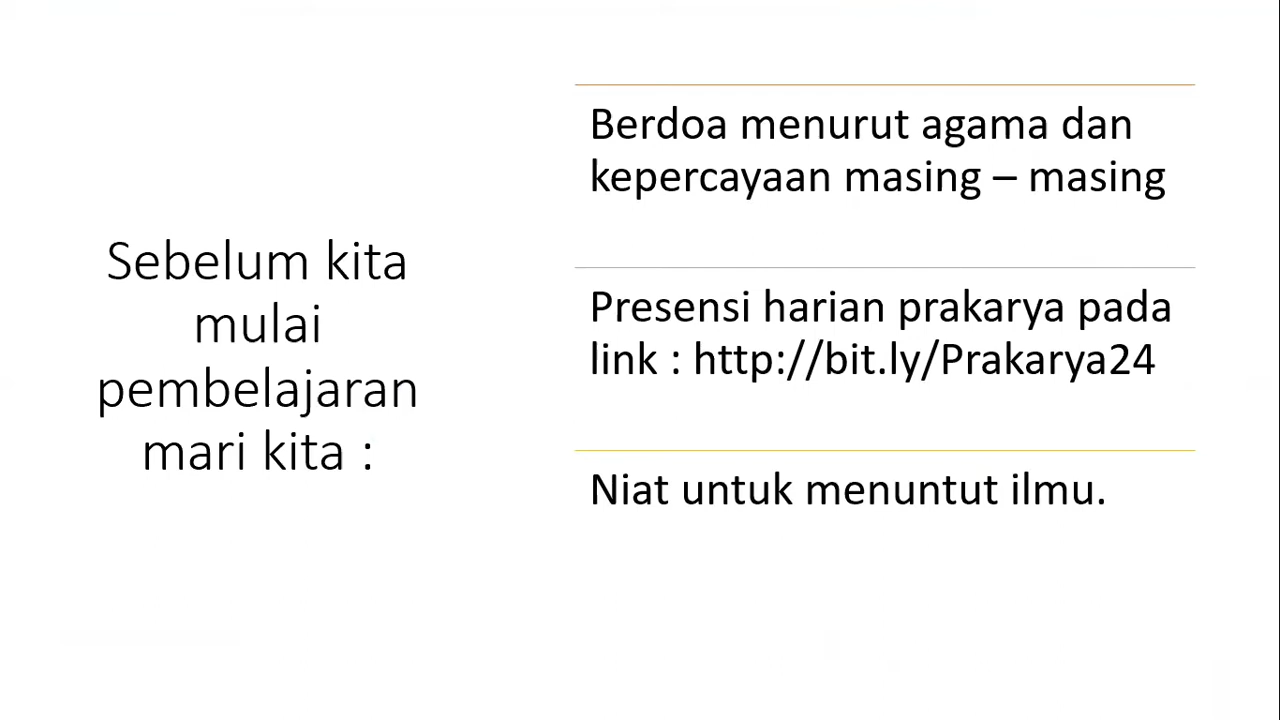 Sebelum kita
mulai
pembelajaran
mari kita :
Berdoa menurut agama dan
kepercayaan masing – masing
Presensi harian prakarya pada
link : http://bit.ly/Prakarya24
Niat untuk menuntut ilmu.